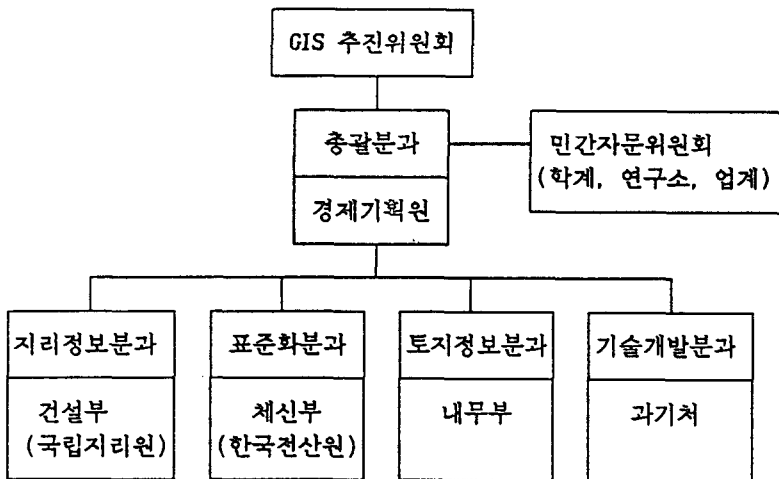 GIS 추진위원회
총괄분과
민간자문위원회
(학계, 연구소, 업계)
경제기획원
지리정보분과
표준화분과
토지정보분과
기술개발분과
건설부
(국립지리원)
체신부
(한국전산원)
내무부
과기처